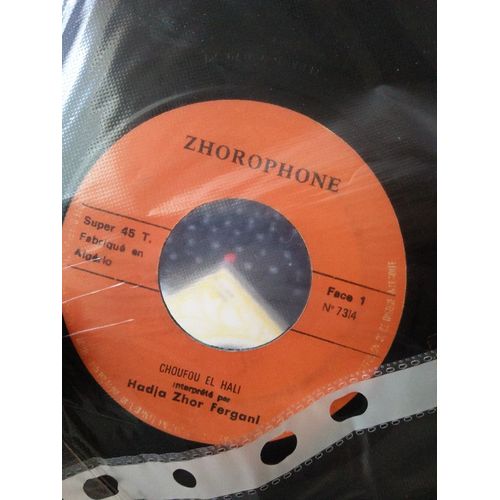 ZHOROPHONE
Super 45 T.
Fabriqué en
Algérie
Face 1
N° 7314
CHOUFOU EL HALI
interprété par
Hadja Zhor Fergani